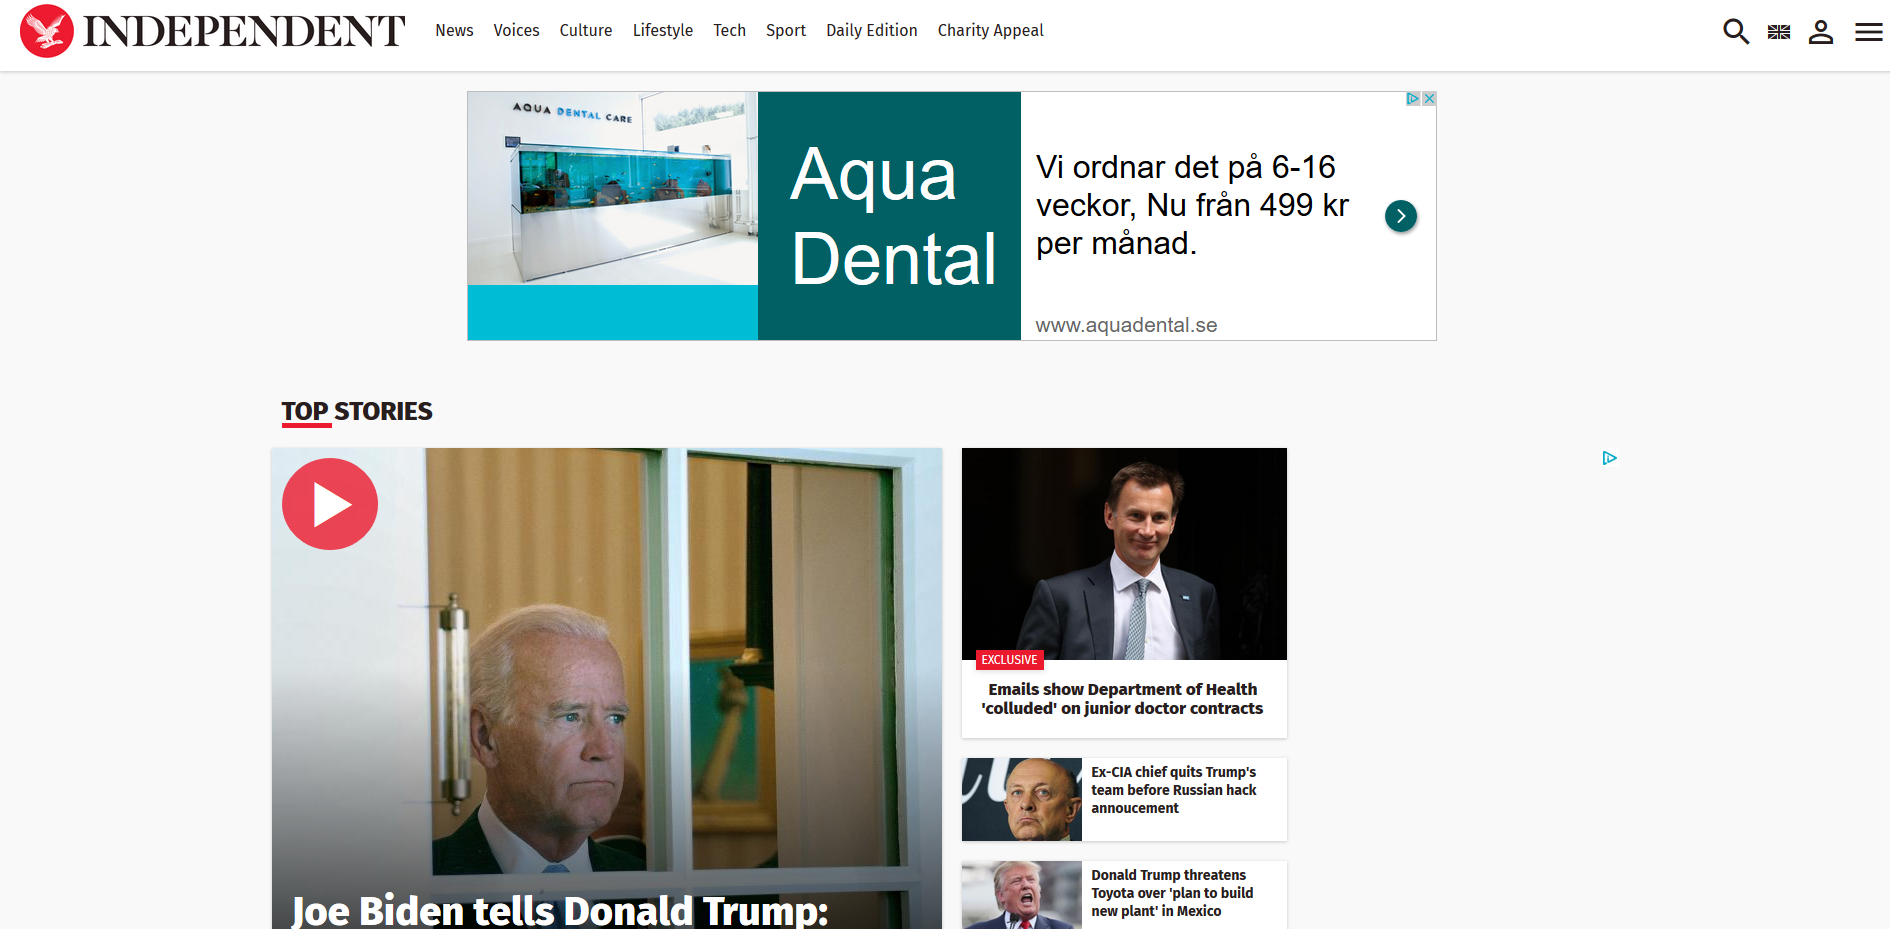 INDEPENDENT
News Voices Culture Lifestyle Tech Sport Daily Edition Charity Appeal
AQUA DENTAL CARE
Aqua
Dental
Vi ordnar det på 6-16
veckor, Nu från 499 kr
per månad.
www.aquadental.se
TOP STORIES
Joe Biden tells Donald Trump:
EXCLUSIVE
Emails show Department of Health
'colluded' on junior doctor contracts
Ex-CIA chief quits Trump's
team before Russian hack
annoucement
Donald Trump threatens
Toyota over 'plan to build
new plant' in Mexico